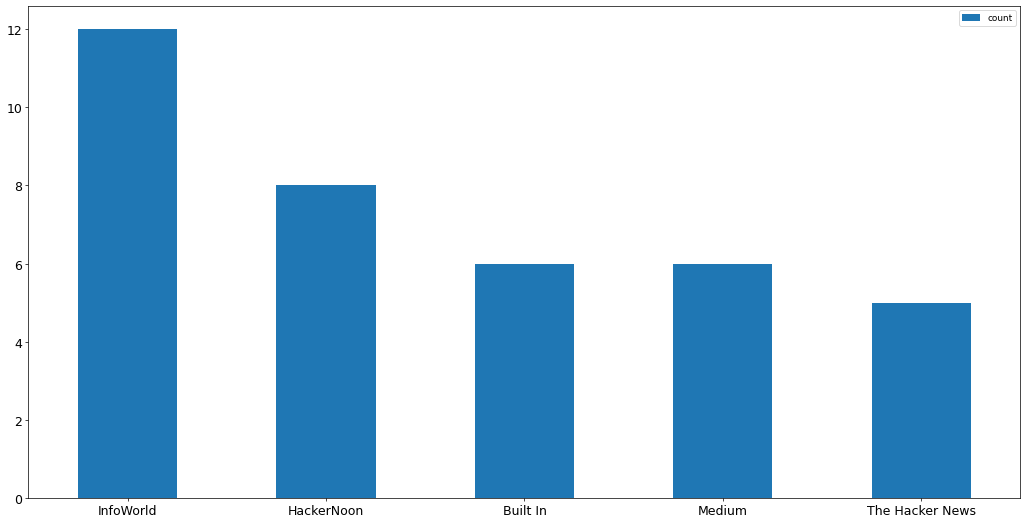 count
12
10
8
6
4
2
0
InfoWorld
HackerNoon
Built In
Medium
The Hacker News